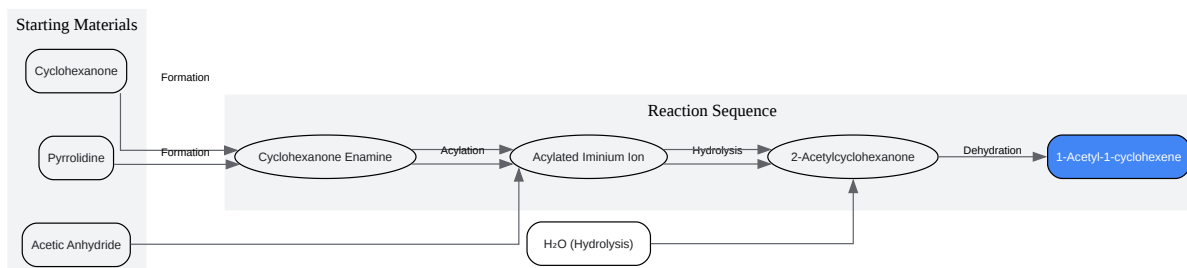 Starting Materials
Cyclohexanone
Formation
Reaction Sequence
Pyrrolidine
Formation
Cyclohexanone Enamine
Acylation
Acylated Iminium Ion
Hydrolysis
2-Acetylcyclohexanone
Dehydration
1-Acetyl-1-cyclohexene
Acetic Anhydride
H₂O (Hydrolysis)